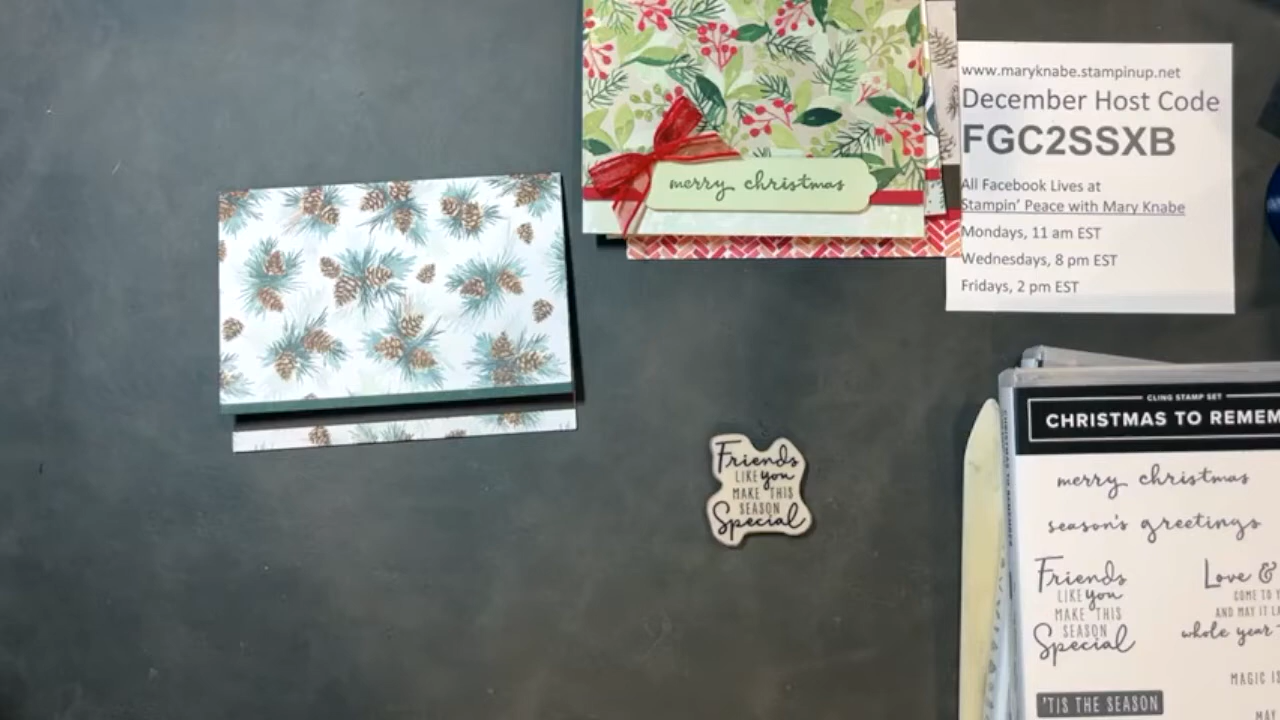 merry christmas
www.maryknabe.stampinup.net
December Host Code
FGC2SSXB
All Facebook Lives at
Stampin' Peace with Mary Knabe
Mondays, 11 am EST
Wednesdays, 8 pm EST
Fridays, 2 pm EST
Friends
LIKE you
MAKE THIS
SEASON
Special
CLING STAMP SET
CHRISTMAS TO REMEM
merry christmas
season's greetings
Friends
LIKE you
MAKE THIS
SEASON
Special
Love &
COME TO
AND MAY IT
whole year
'TIS THE SEASON
MAGIC IS
MAY